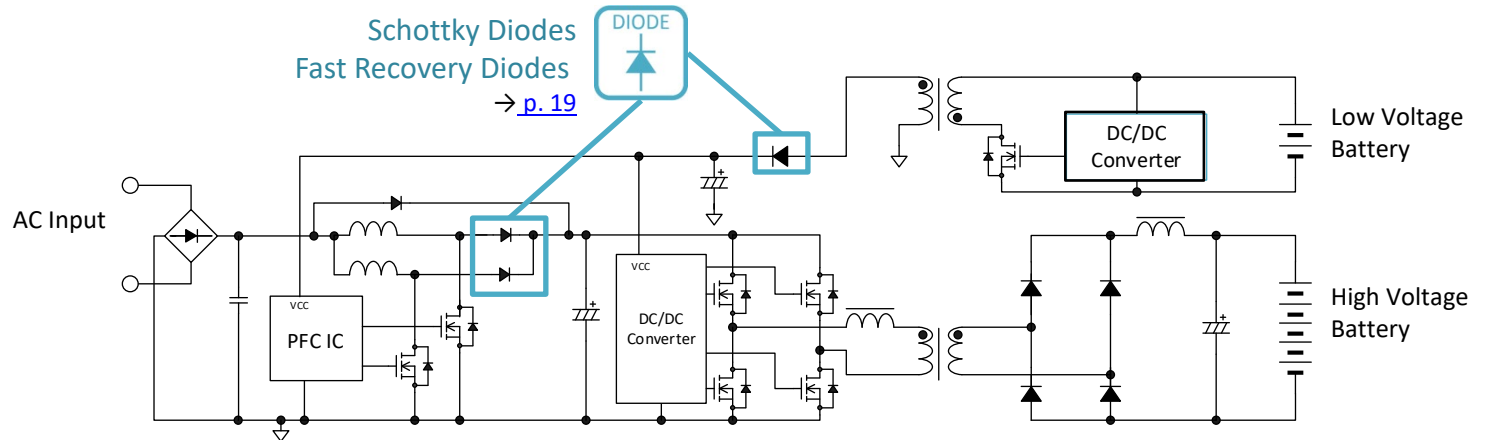 DIODE
Schottky Diodes
Fast Recovery Diodes
→ p. 19
AC Input
VCC
PFC IC
+
VCC
DC/DC
Converter
+
DC/DC
Converter
Low Voltage
Battery
+
High Voltage
Battery